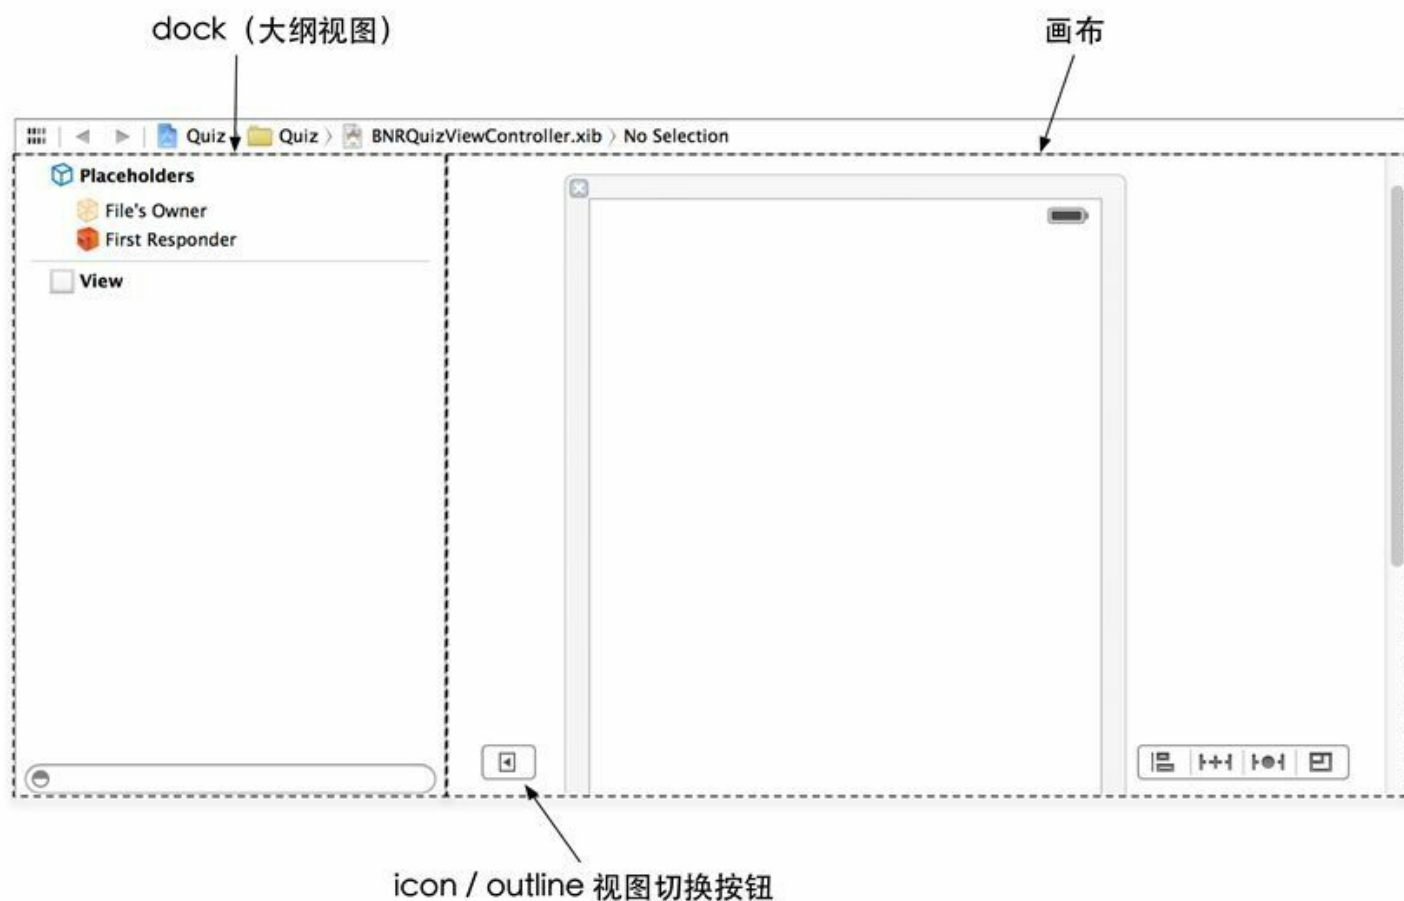 dock（大纲视图）
画布
Quiz 〉 Quiz 〉 BNRQuizViewController.xib 〉 No Selection
Placeholders
File's Owner
First Responder
View
icon / outline 视图切换按钮